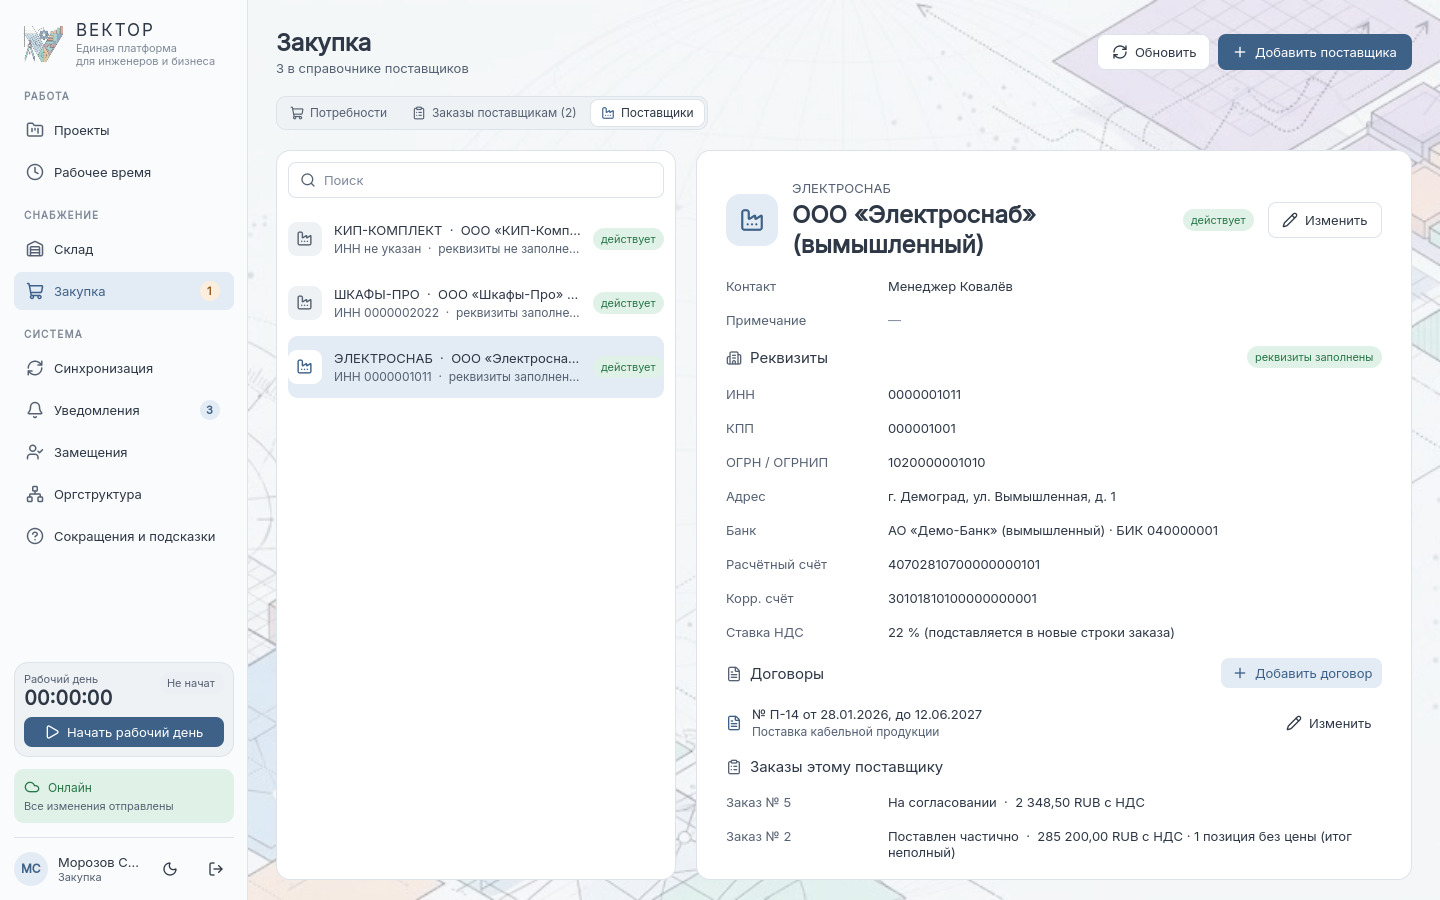 ВЕКТОР
Единая платформа
для инженеров и бизнеса
РАБОТА
Проекты
Рабочее время
СНАБЖЕНИЕ
Склад
Закупка 1
СИСТЕМА
Синхронизация
Уведомления 3
Замещения
Оргструктура
Сокращения и подсказки
Рабочий день
Не начат
00:00:00
Начать рабочий день
Онлайн
Все изменения отправлены
МС
Морозов С...
Закупка
Закупка
3 в справочнике поставщиков
Обновить
Добавить поставщика
Потребности
Заказы поставщикам (2)
Поставщики
Поиск
КИП-КОМПЛЕКТ · ООО «КИП-Комп...
ИНН не указан · реквизиты не заполне...
действует
ШКАФЫ-ПРО · ООО «Шкафы-Про» ...
ИНН 0000002022 · реквизиты заполне...
действует
ЭЛЕКТРОСНАБ · ООО «Электросна...
ИНН 0000001011 · реквизиты заполнен...
действует
ЭЛЕКТРОСНАБ
ООО «Электроснаб»
(вымышленный)
действует
Изменить
Контакт Менеджер Ковалёв
Примечание —
Реквизиты
реквизиты заполнены
ИНН 0000001011
КПП 000001001
ОГРН / ОГРНИП 1020000001010
Адрес г. Демоград, ул. Вымышленная, д. 1
Банк АО «Демо-Банк» (вымышленный) · БИК 040000001
Расчётный счёт 40702810700000000101
Корр. счёт 30101810100000000001
Ставка НДС 22 % (подставляется в новые строки заказа)
Договоры
Добавить договор
№ П-14 от 28.01.2026, до 12.06.2027
Поставка кабельной продукции
Изменить
Заказы этому поставщику
Заказ № 5 На согласовании · 2 348,50 RUB с НДС
Заказ № 2 Поставлен частично · 285 200,00 RUB с НДС · 1 позиция без цены (итог
неполный)